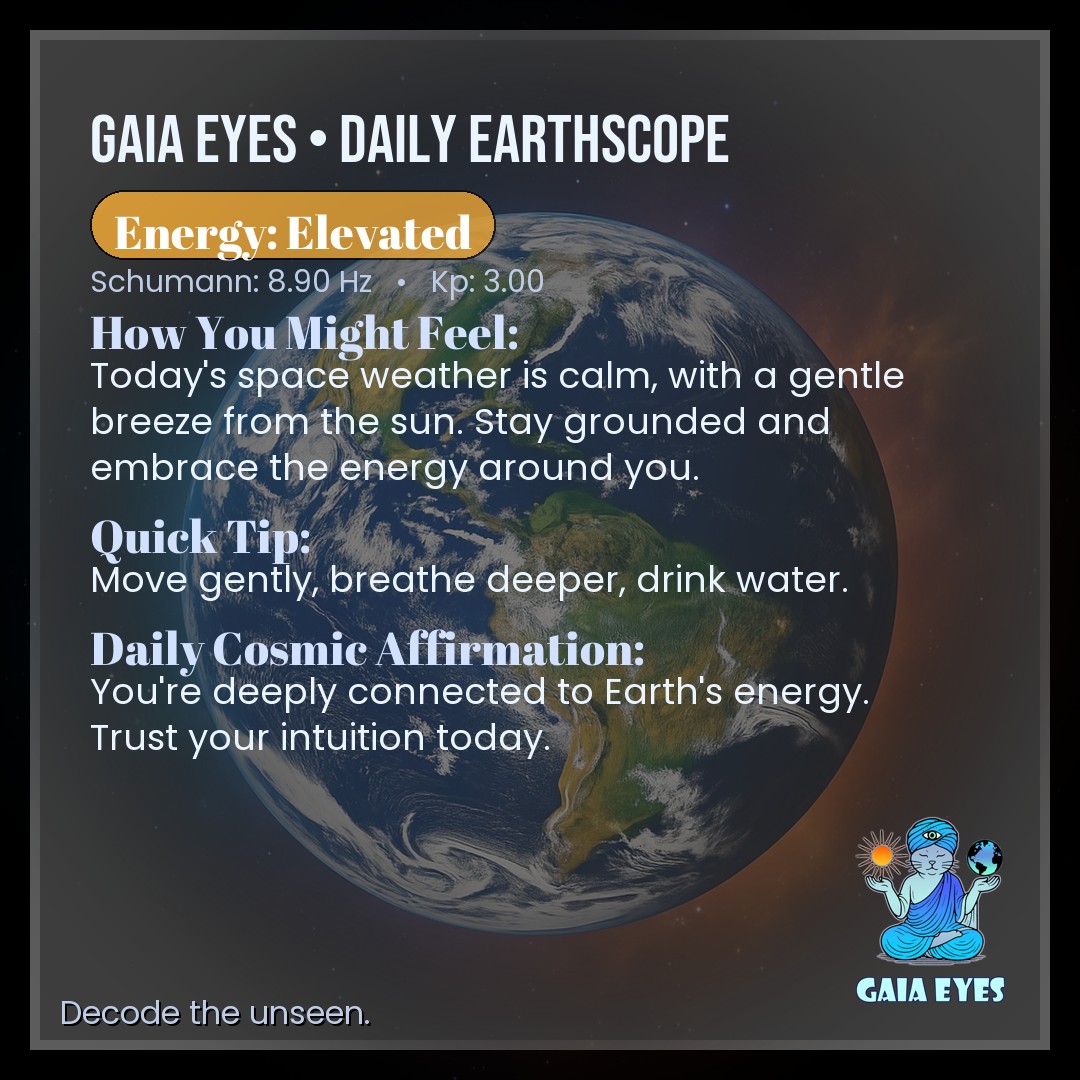 GAIA EYES • DAILY EARTHSCOPE
Energy: Elevated
Schumann: 8.90 Hz • Kp: 3.00
How You Might Feel:
Today's space weather is calm, with a gentle
breeze from the sun. Stay grounded and
embrace the energy around you.
Quick Tip:
Move gently, breathe deeper, drink water.
Daily Cosmic Affirmation:
You're deeply connected to Earth's energy.
Trust your intuition today.
GAIA EYES
Decode the unseen.